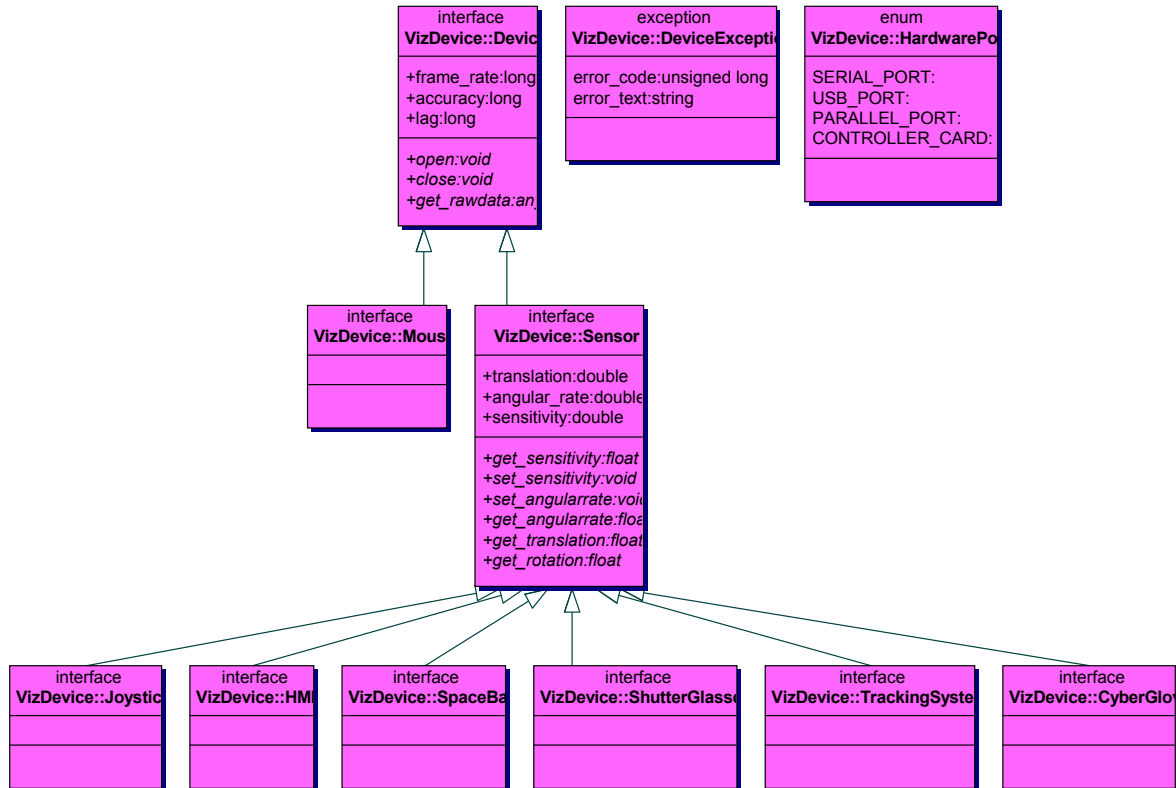 interface
VizDevice::Devic
+frame_rate:long
+accuracy:long
+lag:long
+open:void
+close:void
+get_rawdata:an
exception
VizDevice::DeviceExcepti
error_code:unsigned long
error_text:string
enum
VizDevice::HardwarePo
SERIAL_PORT:
USB_PORT:
PARALLEL_PORT:
CONTROLLER_CARD:
interface
VizDevice::Mous
interface
VizDevice::Sensor
+translation:double
+angular_rate:double
+sensitivity:double
+get_sensitivity:float
+set_sensitivity:void
+set_angularrate:void
+get_angularrate:floa
+get_translation:float
+get_rotation:float
interface
VizDevice::Joystic
interface
VizDevice::HM
interface
VizDevice::SpaceBa
interface
VizDevice::ShutterGlasse
interface
VizDevice::TrackingSyste
interface
VizDevice::CyberGlov